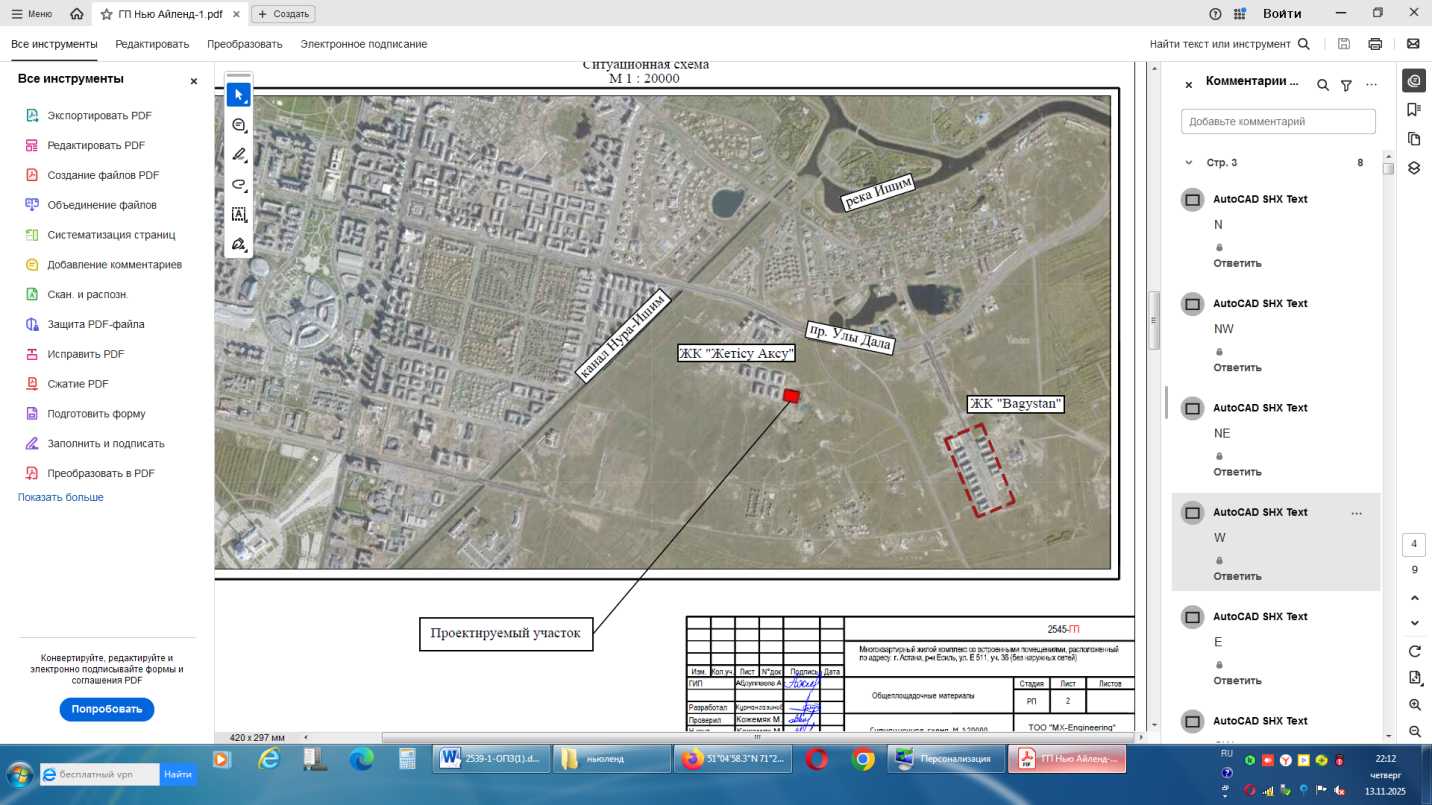 Меню
ГП Нью Айленд-1.pdf
Создать
Войти
Все инструменты
Редактировать
Преобразовать
Электронное подписание
Найти текст или инструмент
Все инструменты
Экспортировать PDF
Редактировать PDF
Создание файлов PDF
Объединение файлов
Систематизация страниц
Добавление комментариев
Скан. и распозн.
Защита PDF-файла
Исправить PDF
Сжатие PDF
Подготовить форму
Заполнить и подписать
Преобразовать в PDF
Показать больше
Конвертируйте, редактируйте и
электронно подписывайте формы и
соглашения PDF
Попробовать
Ситуационная схема
М 1 : 20000
река Ишим
канал Нура-Ишим
пр. Улы Дала
ЖК "Жетісу Аксу"
ЖК "Bagystan"
Yandex
Проектируемый участок
2545-ГП
Многоквартирный жилой комплекс со встроенными помещениями, расположенный
по адресу: г. Астана, р-н Есиль, ул. Е 511, уч. 36 (без наружных сетей)
Изм. Кол.уч Лист №док Подпись Дата
ГИП Абдуллаева А.
Разработал
Проверил Кожемяк М.
Общеплощадочные материалы
Стадия Лист Листов
РП 2
Ситуационная схема М 1:20000
ТОО "MX-Engineering"
420 x 297 мм
Комментарии ...
Добавьте комментарий
Стр. 3 8
AutoCAD SHX Text
N
Ответить
AutoCAD SHX Text
NW
Ответить
AutoCAD SHX Text
NE
Ответить
AutoCAD SHX Text
W
Ответить
AutoCAD SHX Text
E
Ответить
AutoCAD SHX Text
4
9
бесплатный vpn
Найти
2539-1-ОПЗ(1).d...
ньюленд
51°04'58.3"N 71°2...
Персонализация
ГП Нью Айленд-...
RU
22:12
четверг
13.11.2025